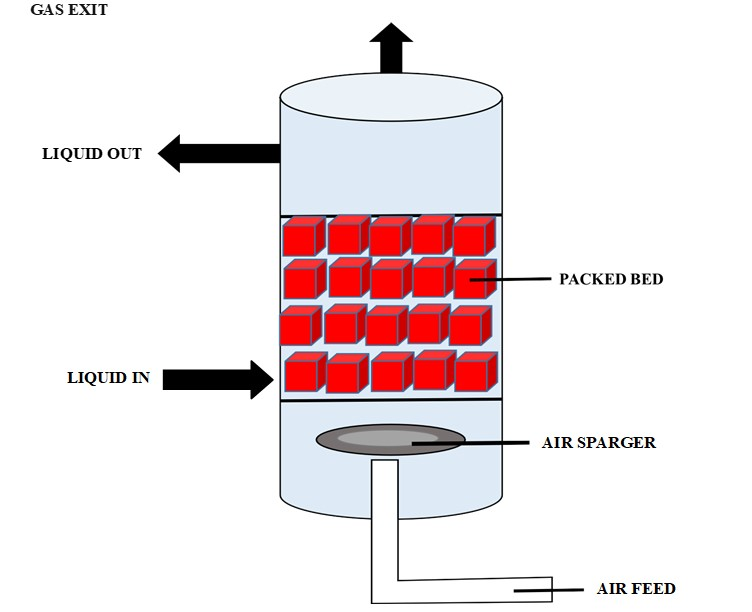 GAS EXIT
LIQUID OUT
PACKED BED
LIQUID IN
AIR SPARGER
AIR FEED